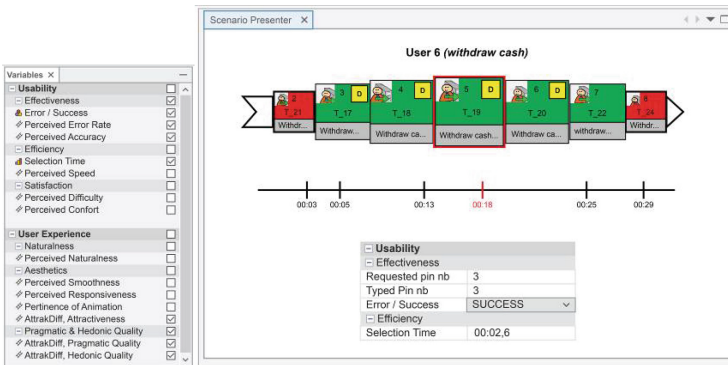 Variables
Usability
Effectiveness
Error / Success
Perceived Error Rate
Perceived Accuracy
Efficiency
Selection Time
Perceived Speed
Satisfaction
Perceived Difficulty
Perceived Confort
User Experience
Naturalness
Perceived Naturalness
Aesthetics
Perceived Smoothness
Perceived Responsiveness
Pertinence of Animation
AttrakDiff, Attractiveness
Pragmatic & Hedonic Quality
AttrakDiff, Pragmatic Quality
AttrakDiff, Hedonic Quality
Scenario Presenter
User 6 (withdraw cash)
2 3 D 4 D 5 D 6 D 7 8
T_21 T_17 T_18 T_19 T_20 T_22 T_24
Withdr... Withdraw... Withdraw ca... Withdraw cash... Withdraw ca... withdraw... Withdr...
00:03 00:05 00:13 00:18 00:25 00:29
Usability
Effectiveness
Requested pin nb 3
Typed Pin nb 3
Error / Success SUCCESS
Efficiency
Selection Time 00:02,6